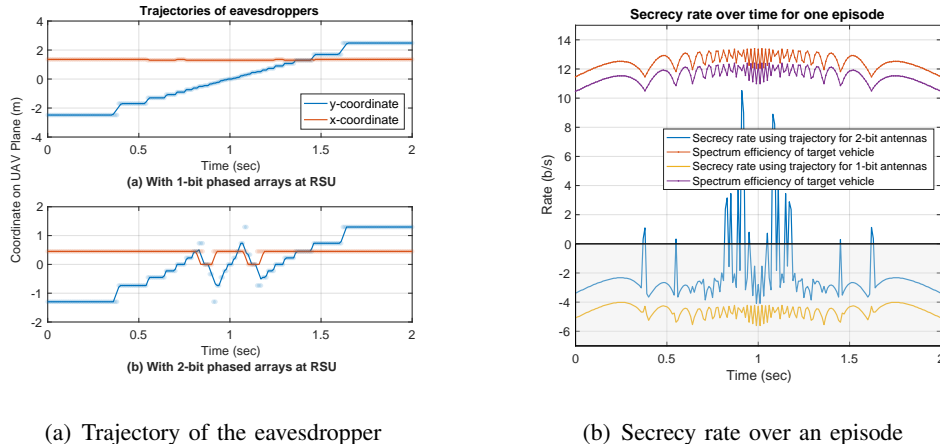 Trajectories of eavesdroppers
4
2
0
-2
-4
0
0.5
1
1.5
2
y-coordinate
x-coordinate
Time (sec)
(a) With 1-bit phased arrays at RSU
Coordinate on UAV Plane (m)
2
1
0
-1
-2
0
0.5
1
1.5
2
Time (sec)
(b) With 2-bit phased arrays at RSU
(a) Trajectory of the eavesdropper
Secrecy rate over time for one episode
14
12
10
8
6
4
2
0
-2
-4
-6
Rate (b/s)
Secrecy rate using trajectory for 2-bit antennas
Spectrum efficiency of target vehicle
Secrecy rate using trajectory for 1-bit antennas
Spectrum efficiency of target vehicle
0
0.5
1
1.5
2
Time (sec)
(b) Secrecy rate over an episode